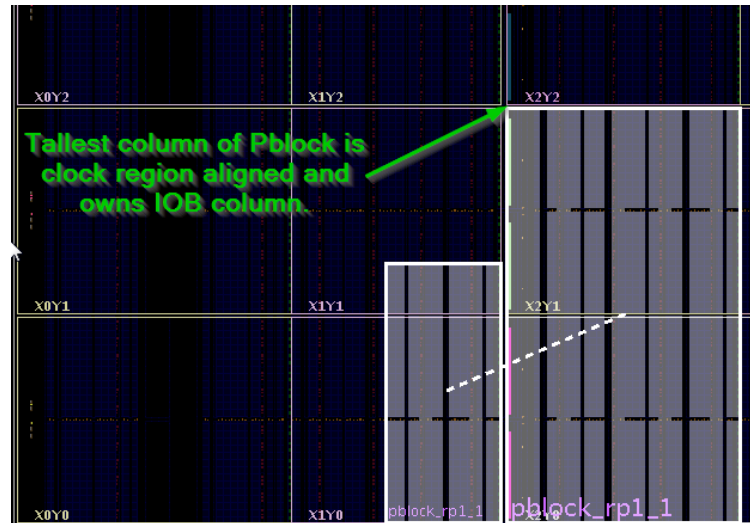 X0Y2
X1Y2
X2Y2
Tallest column of Pblock is
clock region aligned and
owns IOB column.
X0Y1
X1Y1
X2Y1
X0Y0
X1Y0
pblock_rp1_1
X2Y0
pblock_rp1_1